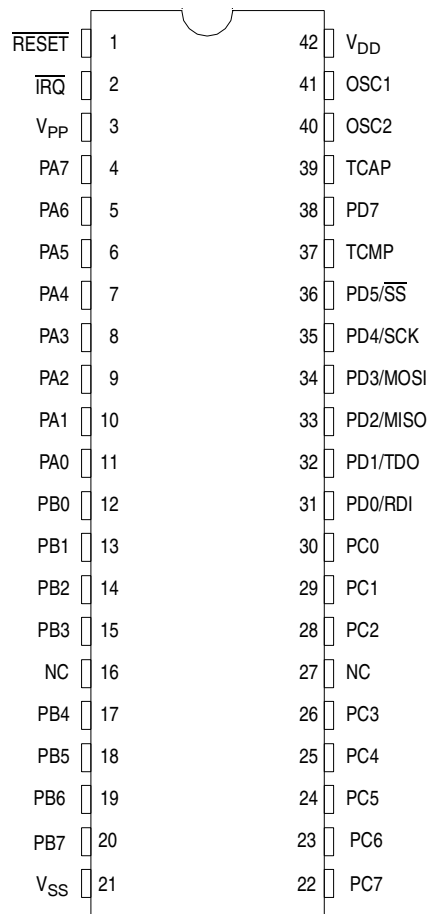 R̅E̅S̅E̅T̅ 1 42 VDD
I̅R̅Q̅ 2 41 OSC1
VPP 3 40 OSC2
PA7 4 39 TCAP
PA6 5 38 PD7
PA5 6 37 TCMP
PA4 7 36 PD5/S̅S̅
PA3 8 35 PD4/SCK
PA2 9 34 PD3/MOSI
PA1 10 33 PD2/MISO
PA0 11 32 PD1/TDO
PB0 12 31 PD0/RDI
PB1 13 30 PC0
PB2 14 29 PC1
PB3 15 28 PC2
NC 16 27 NC
PB4 17 26 PC3
PB5 18 25 PC4
PB6 19 24 PC5
PB7 20 23 PC6
VSS 21 22 PC7